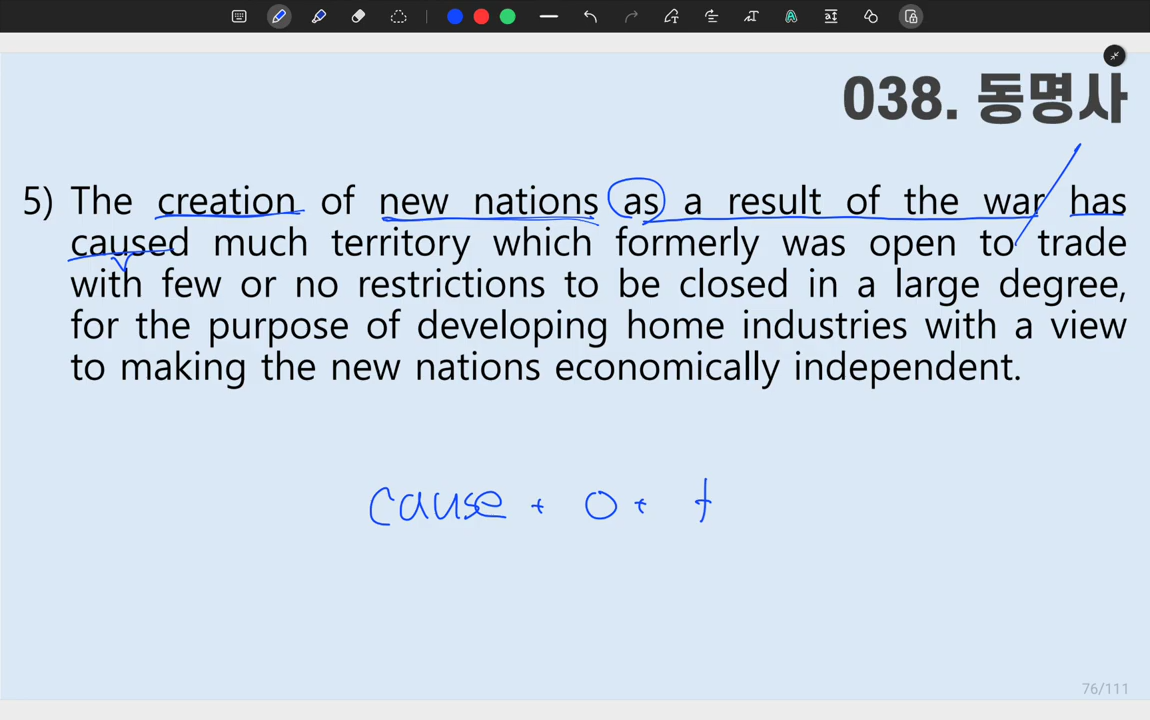 038. 동명사
5) The creation of new nations as a result of the war has
caused much territory which formerly was open to trade
with few or no restrictions to be closed in a large degree,
for the purpose of developing home industries with a view
to making the new nations economically independent.
v
cause + o + t
76/111